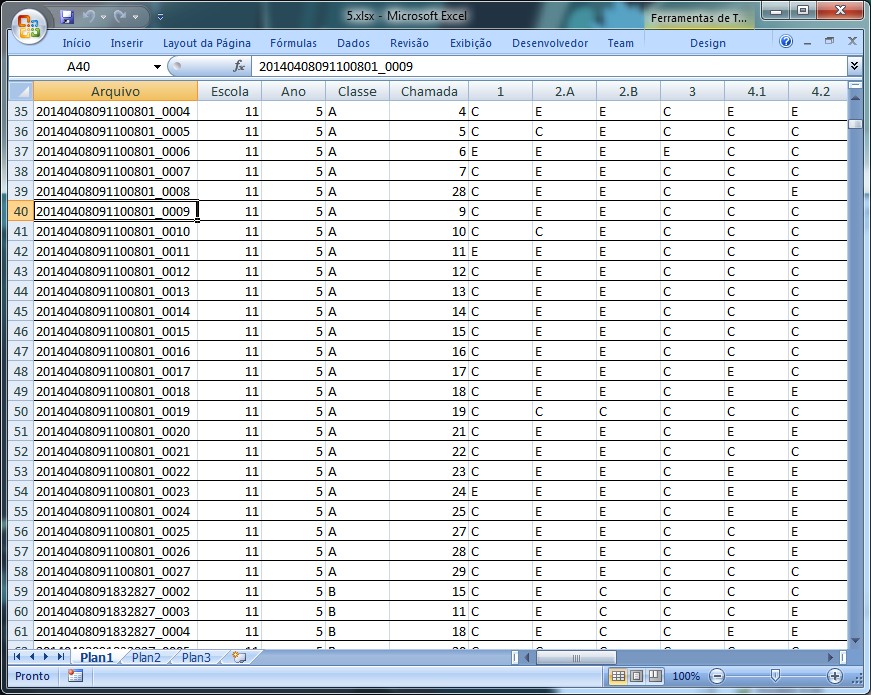 5.xlsx - Microsoft Excel
Ferramentas de T...
Início Inserir Layout da Página Fórmulas Dados Revisão Exibição Desenvolvedor Team Design
A40 fx 20140408091100801_0009
Arquivo Escola Ano Classe Chamada 1 2.A 2.B 3 4.1 4.2
35 20140408091100801_0004 11 5 A 4 C E E C E E
36 20140408091100801_0005 11 5 A 5 C C E C C C
37 20140408091100801_0006 11 5 A 6 E E E E C C
38 20140408091100801_0007 11 5 A 7 C E E C C C
39 20140408091100801_0008 11 5 A 28 C E E C C E
40 20140408091100801_0009 11 5 A 9 C E E C C C
41 20140408091100801_0010 11 5 A 10 C C E C C C
42 20140408091100801_0011 11 5 A 11 E E E C C C
43 20140408091100801_0012 11 5 A 12 C E E C C C
44 20140408091100801_0013 11 5 A 13 C E E C C C
45 20140408091100801_0014 11 5 A 14 C E E C C C
46 20140408091100801_0015 11 5 A 15 C E E C C C
47 20140408091100801_0016 11 5 A 16 C E E C C C
48 20140408091100801_0017 11 5 A 17 C E E C E C
49 20140408091100801_0018 11 5 A 18 C E E C E E
50 20140408091100801_0019 11 5 A 19 C C C C C C
51 20140408091100801_0020 11 5 A 21 C E E C E E
52 20140408091100801_0021 11 5 A 22 C E E C C C
53 20140408091100801_0022 11 5 A 23 C E E C E E
54 20140408091100801_0023 11 5 A 24 E E E C E E
55 20140408091100801_0024 11 5 A 25 C E E C E E
56 20140408091100801_0025 11 5 A 27 C E E C C E
57 20140408091100801_0026 11 5 A 28 C E E C C E
58 20140408091100801_0027 11 5 A 29 C E E C C C
59 20140408091832827_0002 11 5 B 15 C E C C C C
60 20140408091832827_0003 11 5 B 11 C E C C C E
61 20140408091832827_0004 11 5 B 18 C E C C E E
Plan1 Plan2 Plan3
Pronto 100%